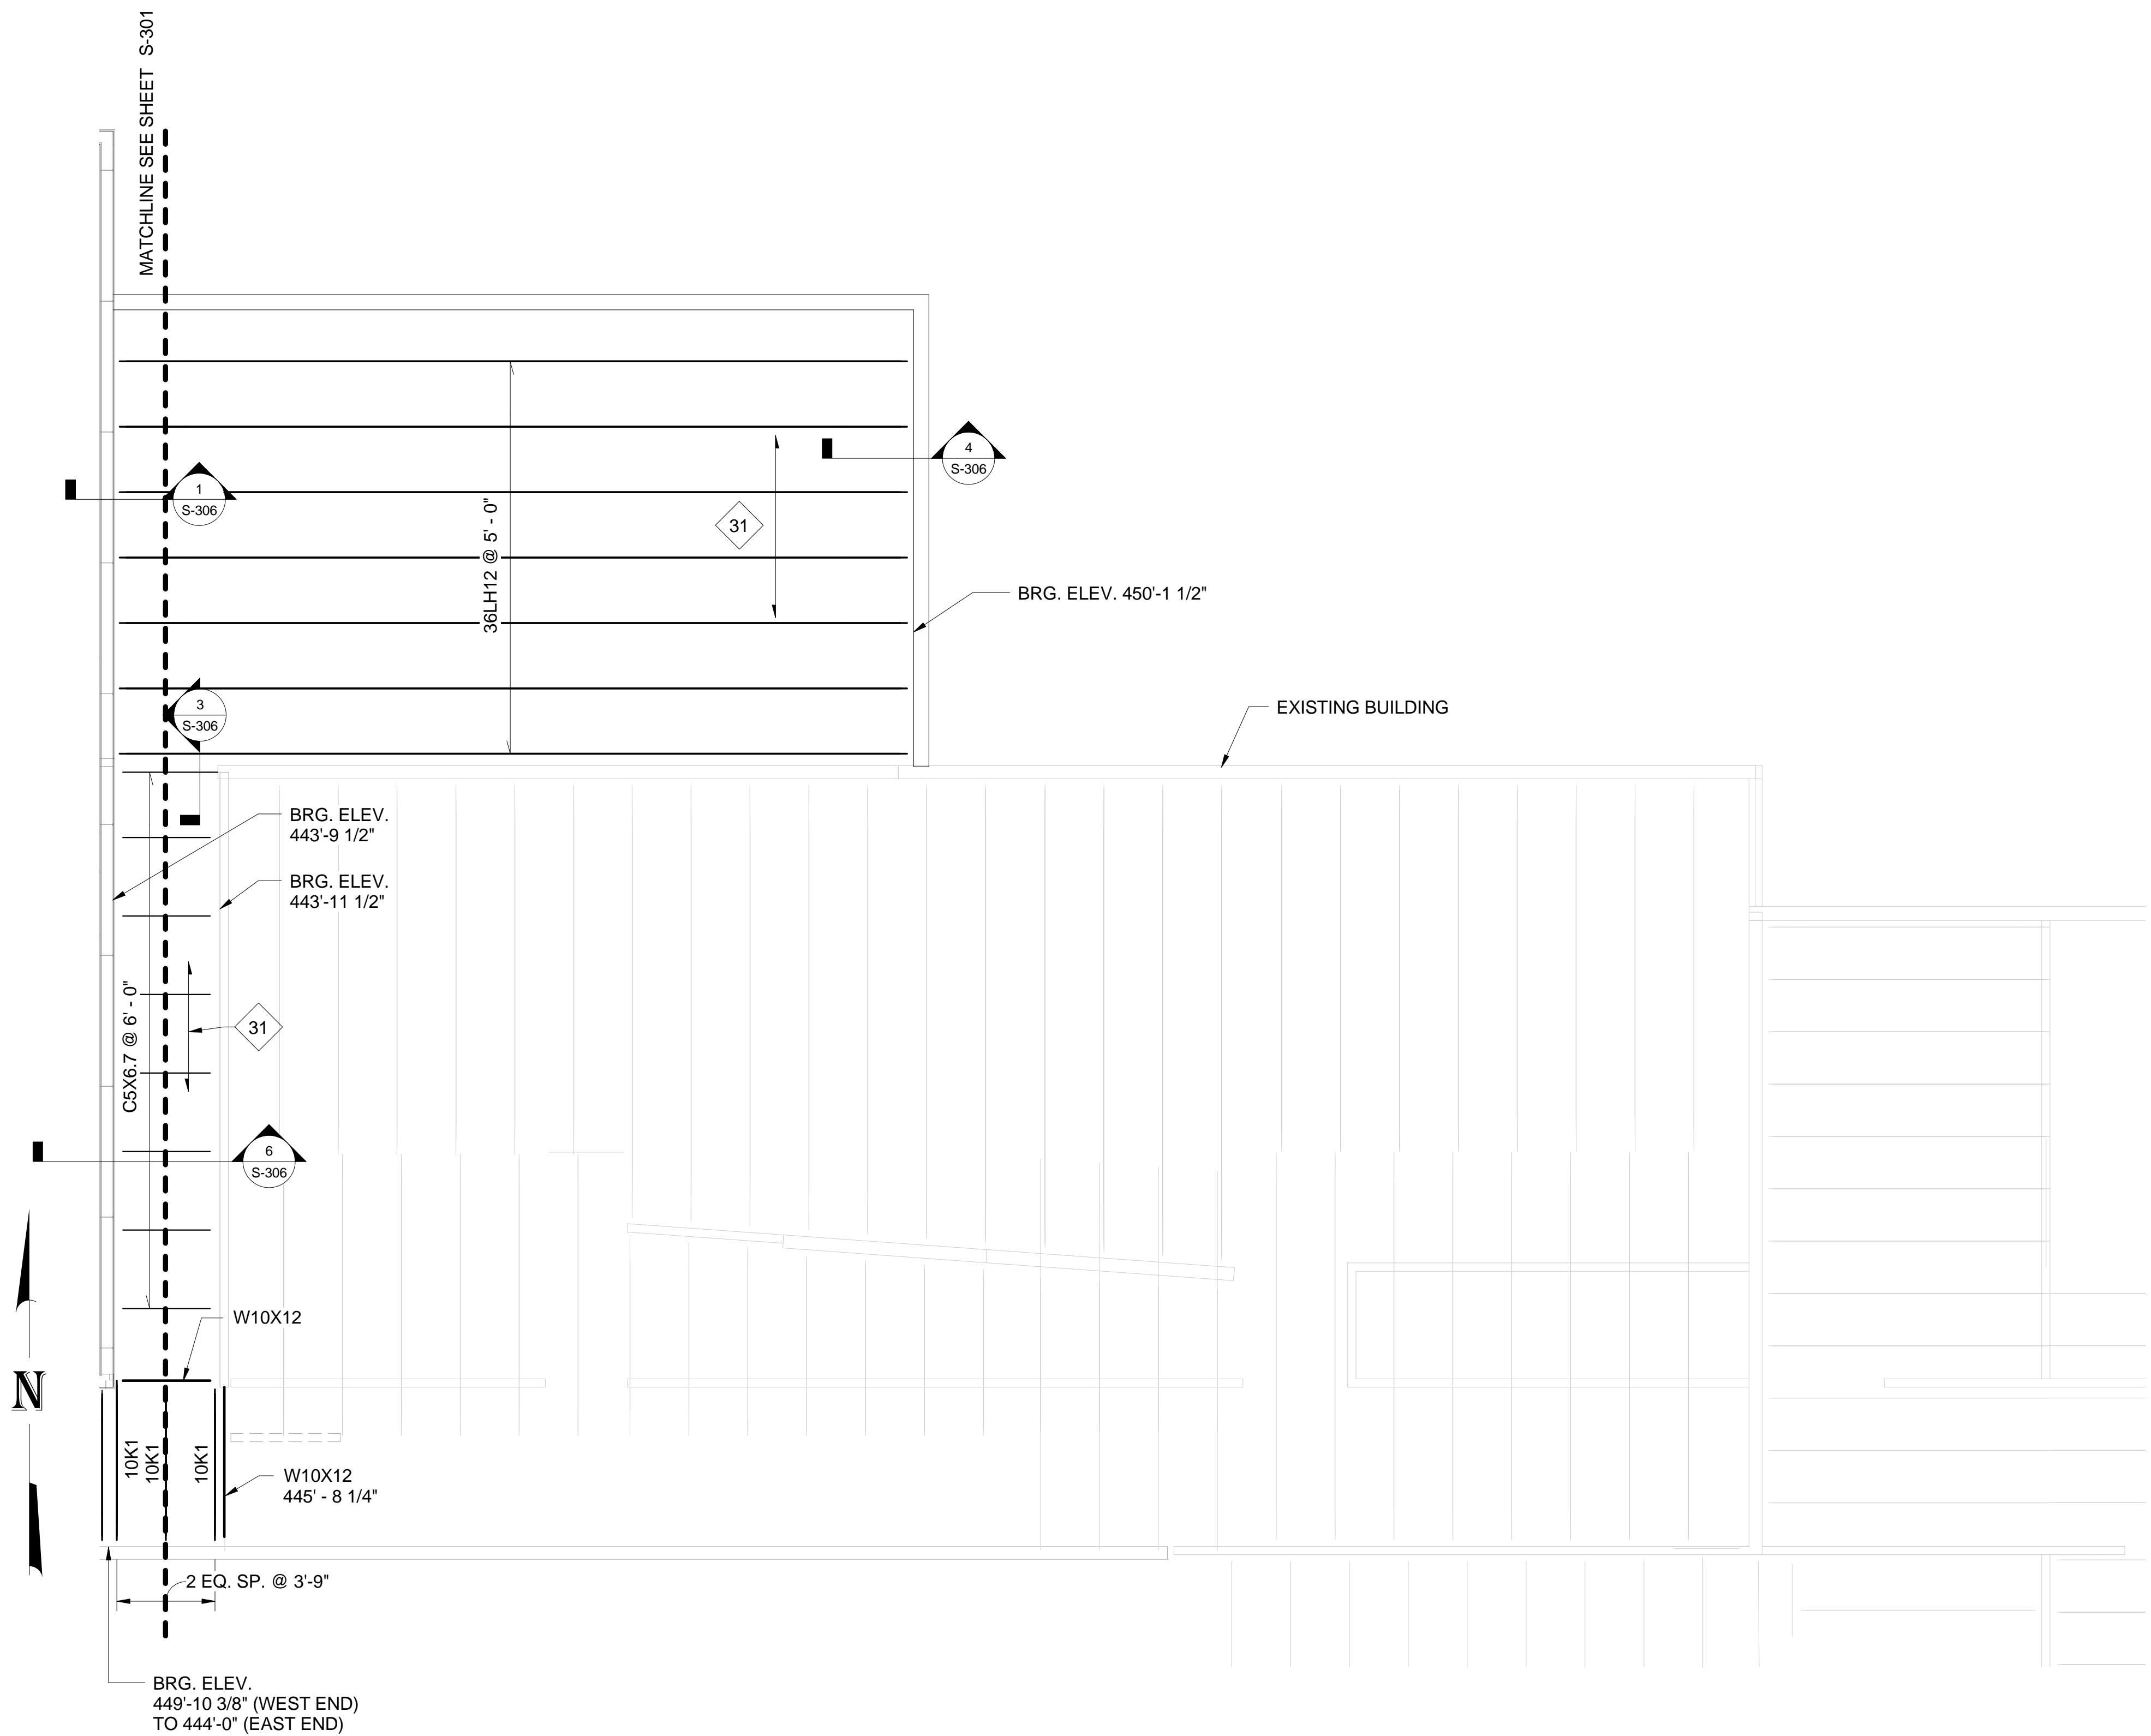 MATCHLINE SEE SHEET S-301
4
S-306
1
S-306
36LH12 @ 5' - 0"
31
BRG. ELEV. 450'-1 1/2"
3
S-306
EXISTING BUILDING
BRG. ELEV.
443'-9 1/2"
BRG. ELEV.
443'-11 1/2"
C5X6.7 @ 6' - 0"
31
6
S-306
W10X12
N
10K1
10K1
10K1
W10X12
445' - 8 1/4"
2 EQ. SP. @ 3'-9"
BRG. ELEV.
449'-10 3/8" (WEST END)
TO 444'-0" (EAST END)